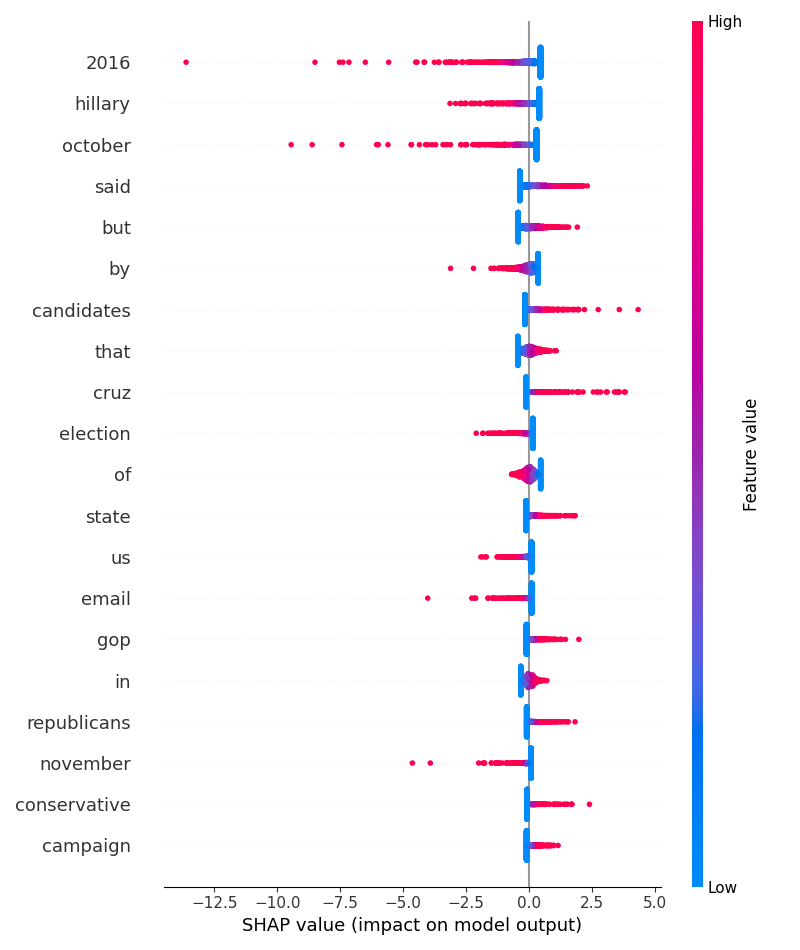 High
2016
hillary
october
said
but
by
candidates
that
cruz
election
of
state
us
email
gop
in
republicans
november
conservative
campaign
Feature value
Low
−12.5 −10.0 −7.5 −5.0 −2.5 0.0 2.5 5.0
SHAP value (impact on model output)